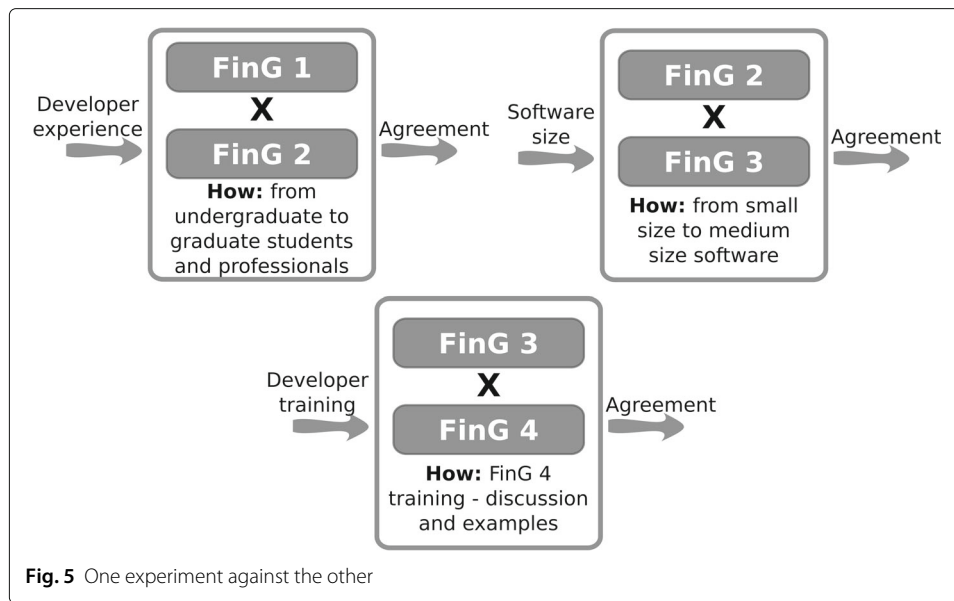 FinG 1
X
FinG 2
Developer
experience
Agreement
How: from
undergraduate to
graduate students
and professionals
FinG 2
X
FinG 3
Software
size
Agreement
How: from small
size to medium
size software
FinG 3
X
FinG 4
Developer
training
Agreement
How: FinG 4
training - discussion
and examples
Fig. 5 One experiment against the other